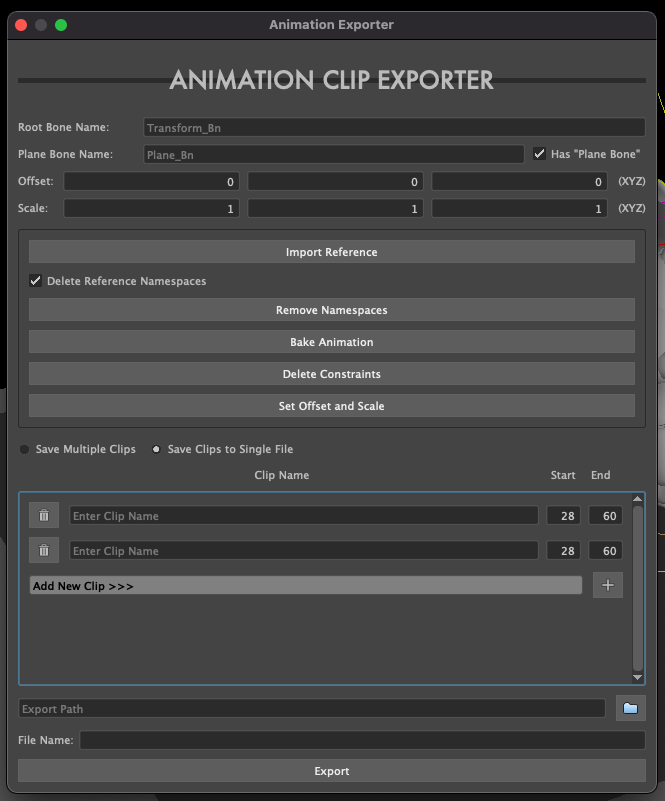 Animation Exporter
ANIMATION CLIP EXPORTER
Root Bone Name: Transform_Bn
Plane Bone Name: Plane_Bn Has "Plane Bone"
Offset: 0 0 0 (XYZ)
Scale: 1 1 1 (XYZ)
Import Reference
Delete Reference Namespaces
Remove Namespaces
Bake Animation
Delete Constraints
Set Offset and Scale
Save Multiple Clips Save Clips to Single File
Clip Name Start End
Enter Clip Name 28 60
Enter Clip Name 28 60
Add New Clip >>> +
Export Path
File Name:
Export